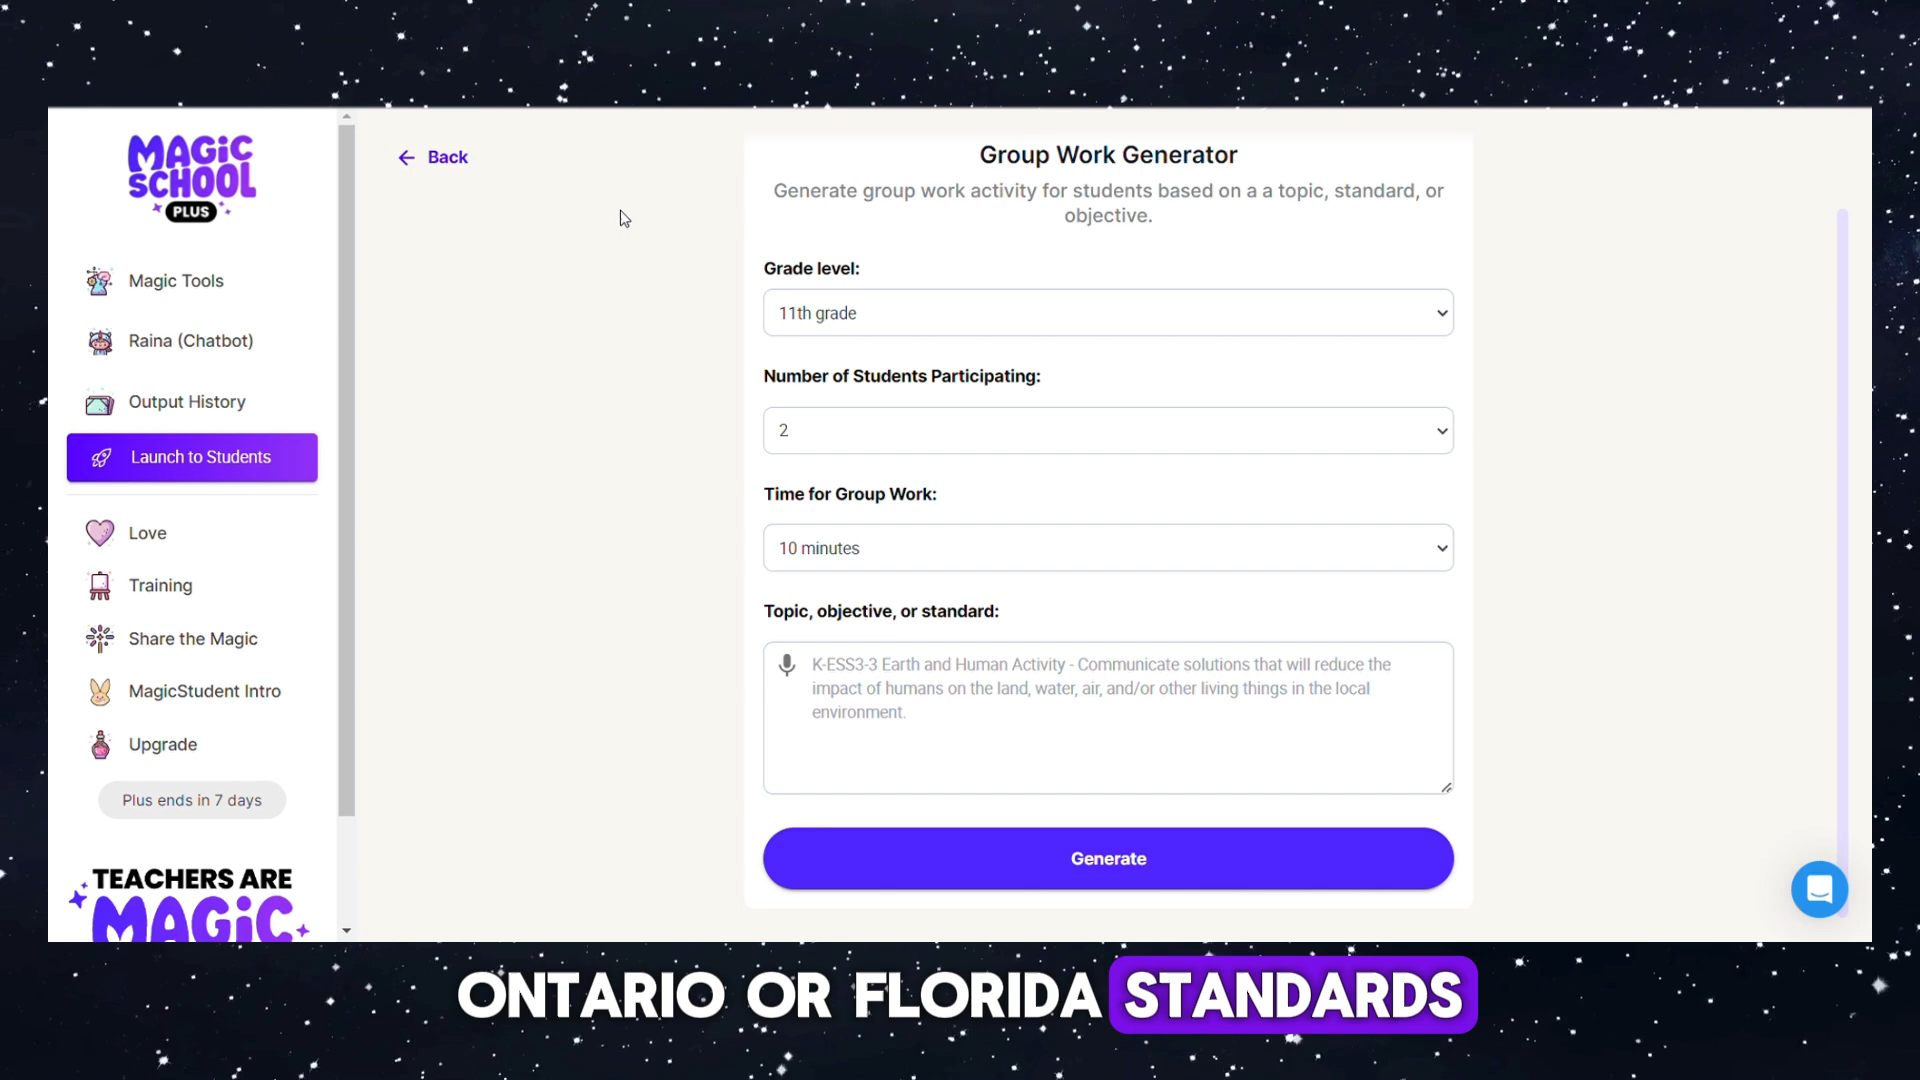 MAGIC
SCHOOL
PLUS
Magic Tools
Raina (Chatbot)
Output History
Launch to Students
Love
Training
Share the Magic
MagicStudent Intro
Upgrade
Plus ends in 7 days
TEACHERS ARE
MAGIC
Back
Group Work Generator
Generate group work activity for students based on a a topic, standard, or
objective.
Grade level:
11th grade
Number of Students Participating:
2
Time for Group Work:
10 minutes
Topic, objective, or standard:
K-ESS3-3 Earth and Human Activity - Communicate solutions that will reduce the
impact of humans on the land, water, air, and/or other living things in the local
environment.
Generate
ONTARIO OR FLORIDA STANDARDS